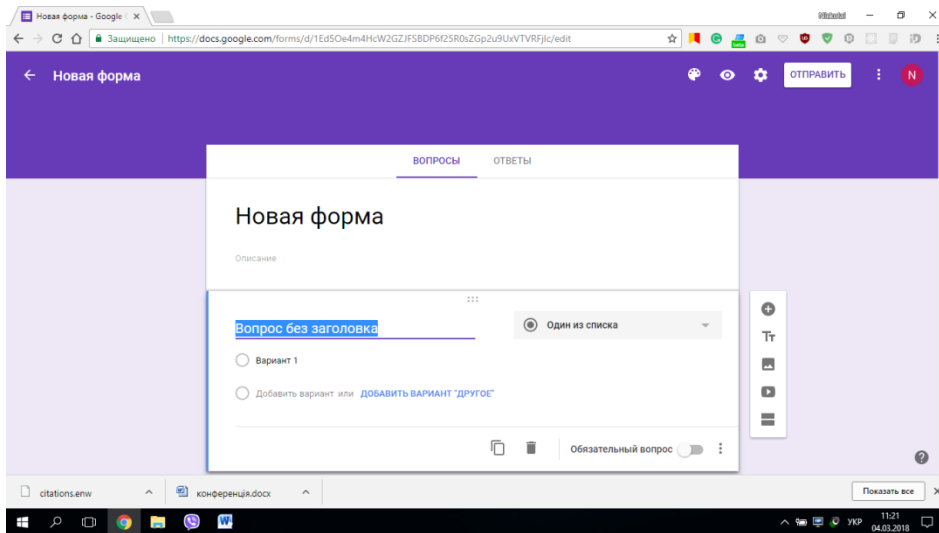 Новая форма - Google
Michahil
Защищено | https://docs.google.com/forms/d/1Ed5Oe4m4HcW2GZJFSBDP6f25R0sZGp2u9UxVTVRFjIc/edit
Новая форма
ОТПРАВИТЬ
N
ВОПРОСЫ ОТВЕТЫ
Новая форма
Описание
Вопрос без заголовка
Один из списка
Вариант 1
Добавить вариант или ДОБАВИТЬ ВАРИАНТ "ДРУГОЕ"
Обязательный вопрос
citations.enw
конференція.docx
Показать все
УКР
11:21
04.03.2018